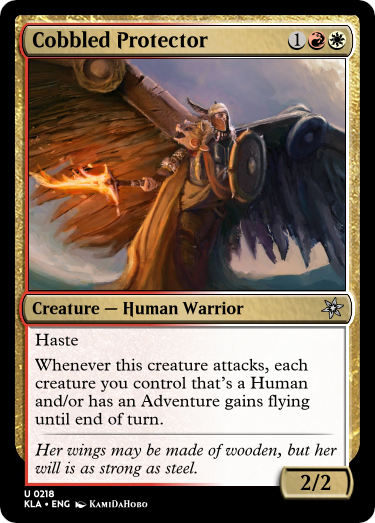 Cobbled Protector 1
Creature — Human Warrior
Haste
Whenever this creature attacks, each
creature you control that's a Human
and/or has an Adventure gains flying
until end of turn.
Her wings may be made of wooden, but her
will is as strong as steel.
2/2
U 0218
KLA • ENG KamiDaHobo